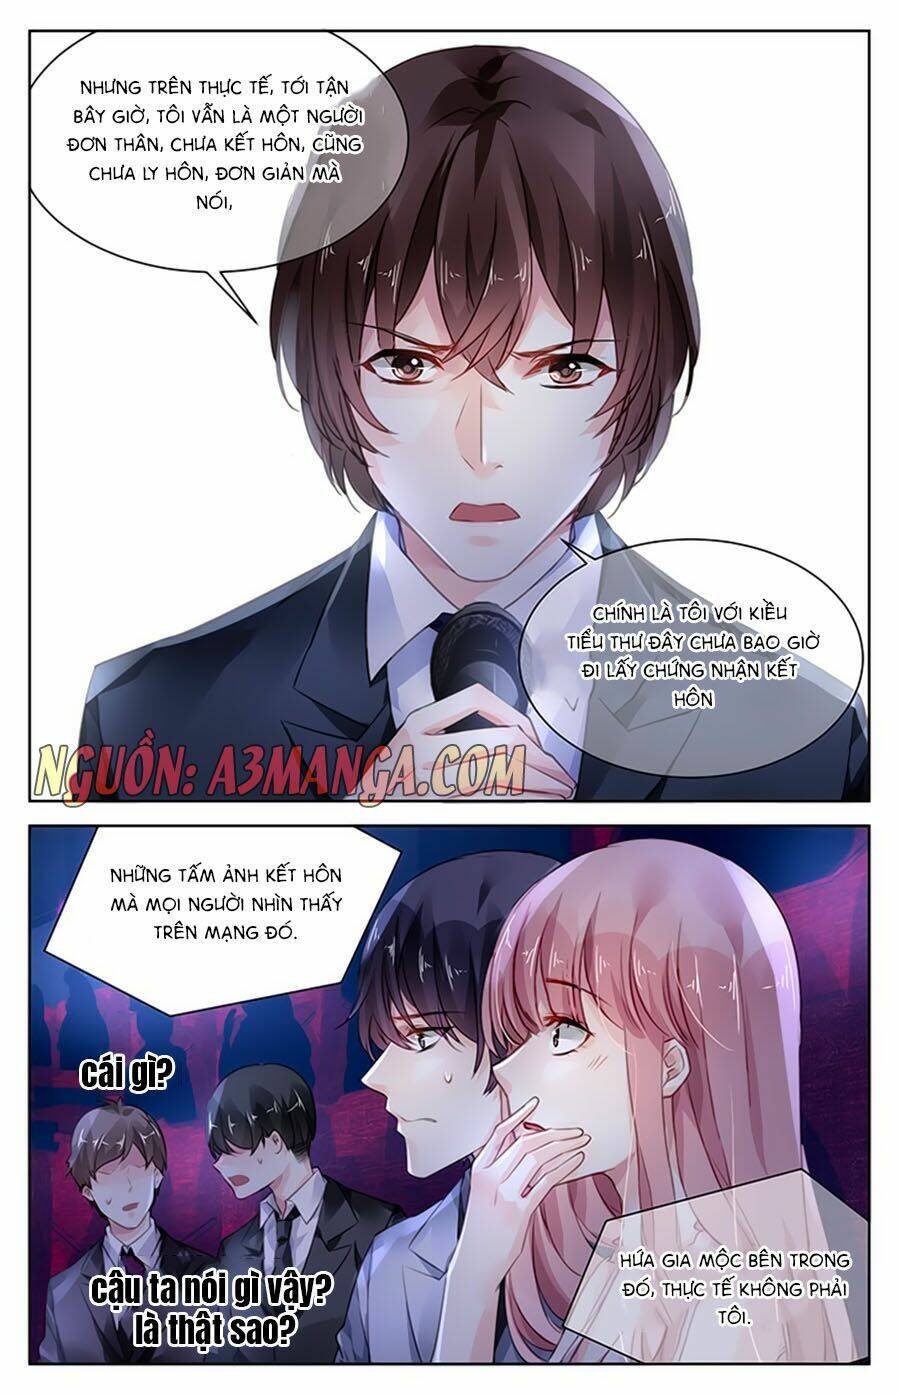 NHƯNG TRÊN THỰC TẾ, TỚI TẬN
BÂY GIỜ, TÔI VẪN LÀ MỘT NGƯỜI
ĐƠN THÂN, CHƯA KẾT HÔN, CŨNG
CHƯA LY HÔN, ĐƠN GIẢN MÀ
NÓI,
CHÍNH LÀ TÔI VỚI KIỀU
TIỂU THƯ ĐÂY CHƯA BAO GIỜ
ĐI LẤY CHỨNG NHẬN KẾT
HÔN
NGUỒN: A3MANGA.COM
NHỮNG TẤM ẢNH KẾT HÔN
MÀ MỌI NGƯỜI NHÌN THẤY
TRÊN MẠNG ĐÓ.
cái gì?
cậu ta nói gì vậy?
là thật sao?
HỨA GIA MỘC BÊN TRONG
ĐÓ, THỰC TẾ KHÔNG PHẢI
TÔI.